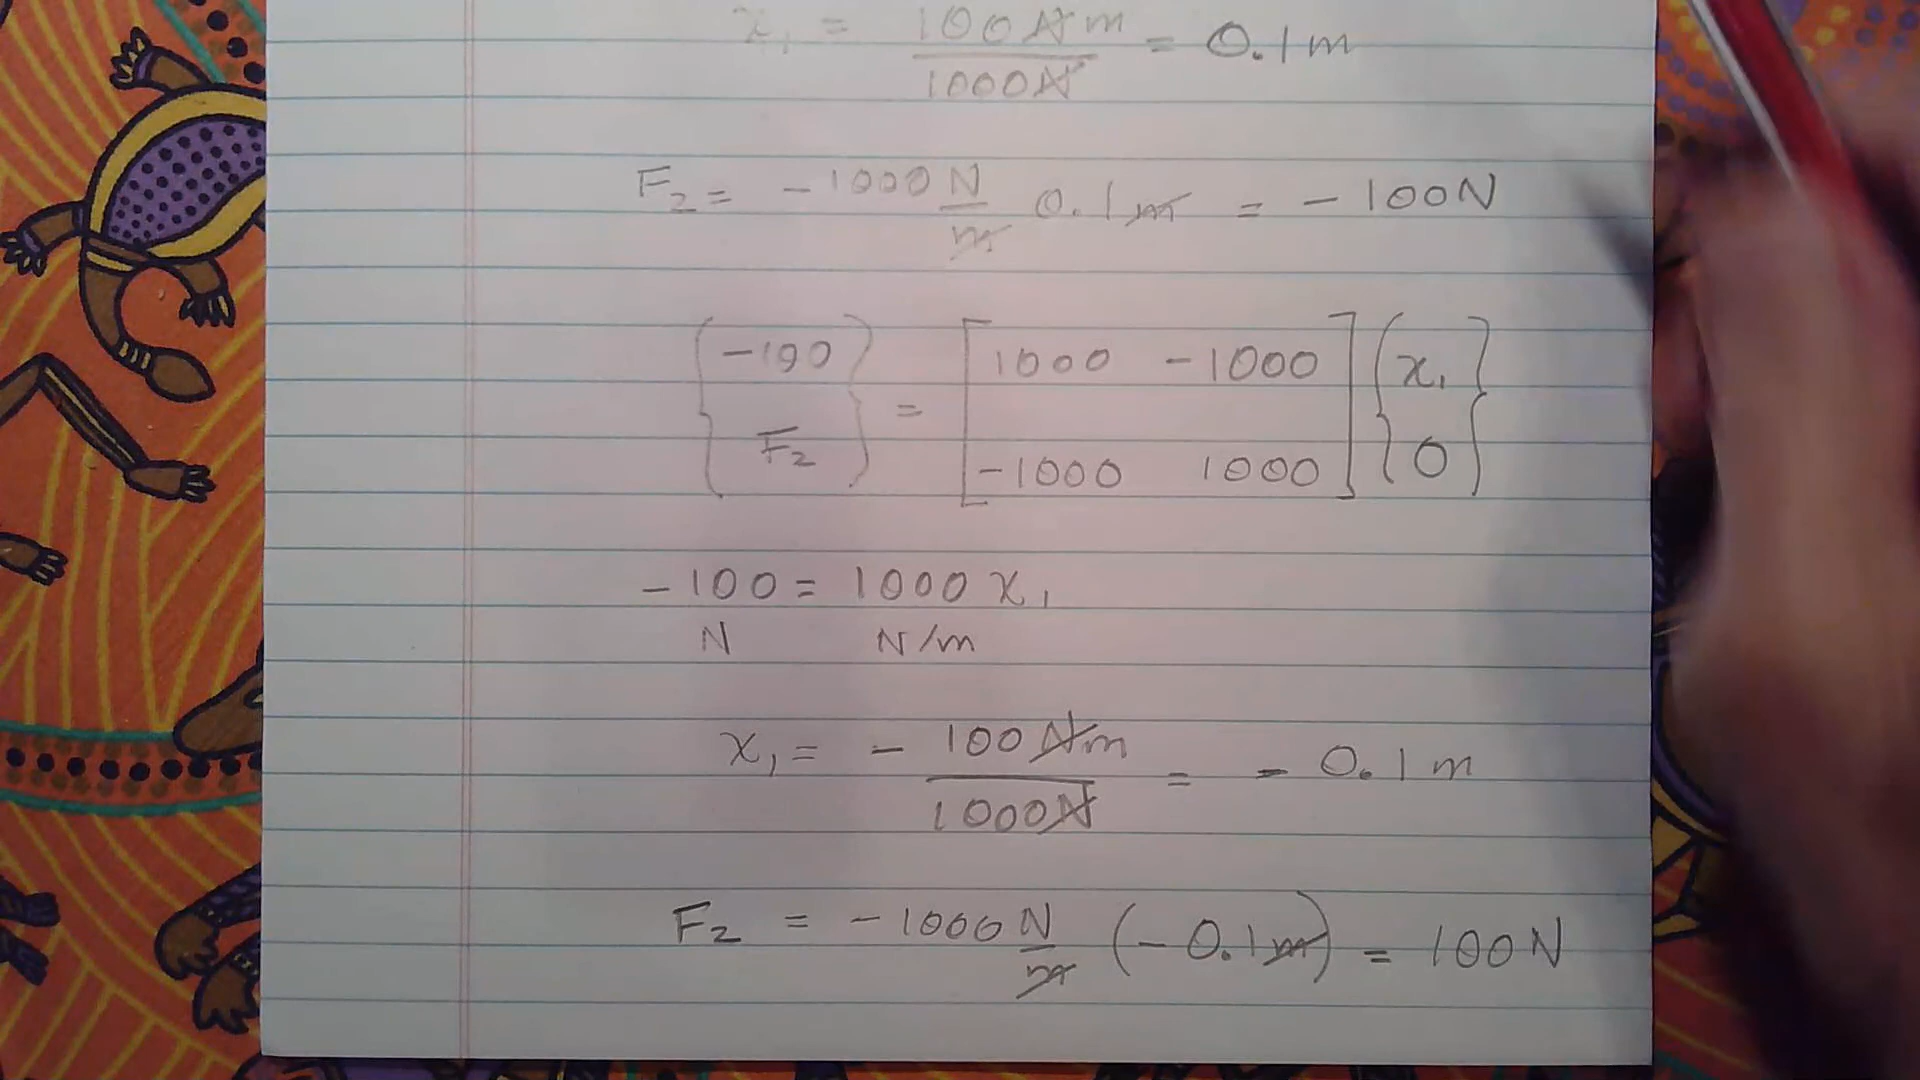 x₁ = 100 N m / 1000 N = 0.1 m
F₂ = -1000 N/m 0.1 m = -100 N
{-100 F₂} = [1000 -1000 -1000 1000] {x₁ 0}
-100 = 1000 x₁
N N/m
x₁ = - 100 N m / 1000 N = - 0.1 m
F₂ = -1000 N/m (-0.1 m) = 100 N